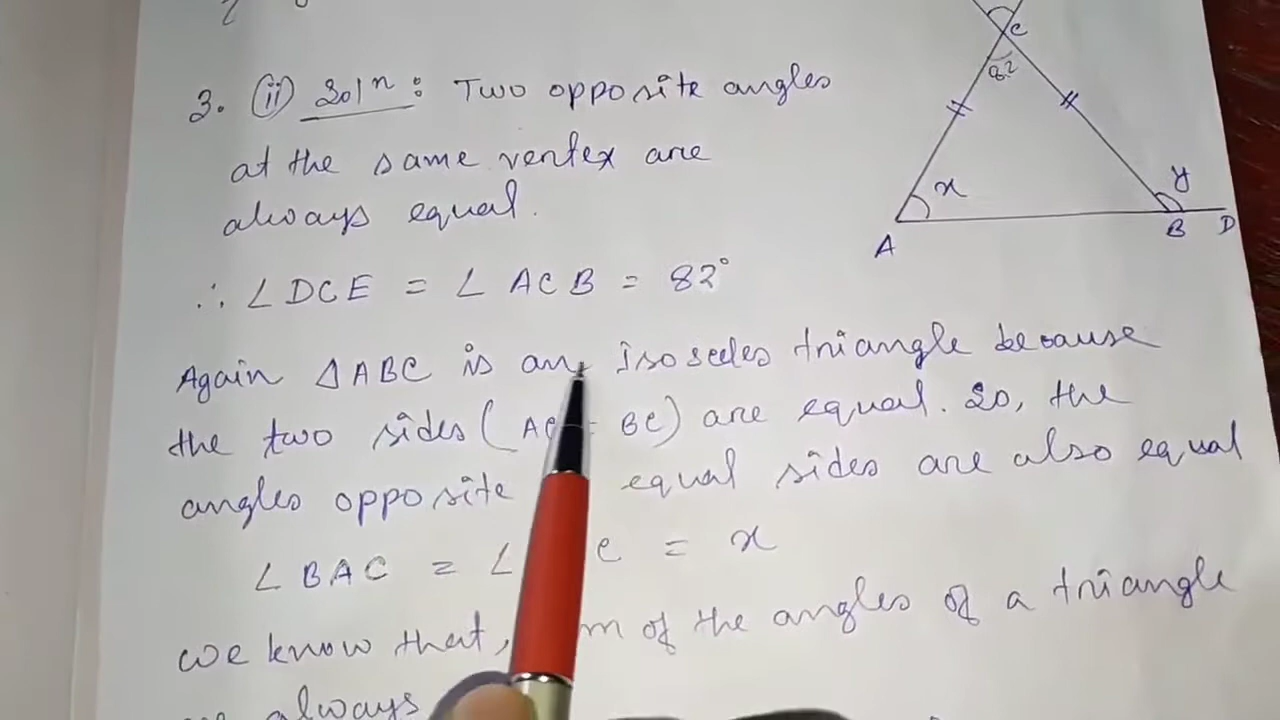 3. (ii) Solⁿ: Two opposite angles
at the same vertex are
always equal.
∴ ∠DCE = ∠ACB = 82°
Again △ABC is an isosceles triangle because
the two sides (AC = BC) are equal. So, the
angles opposite equal sides are also equal
∠BAC = ∠ C = x
we know that, of the angles of a triangle
always
C
82
x
y
A
B
D